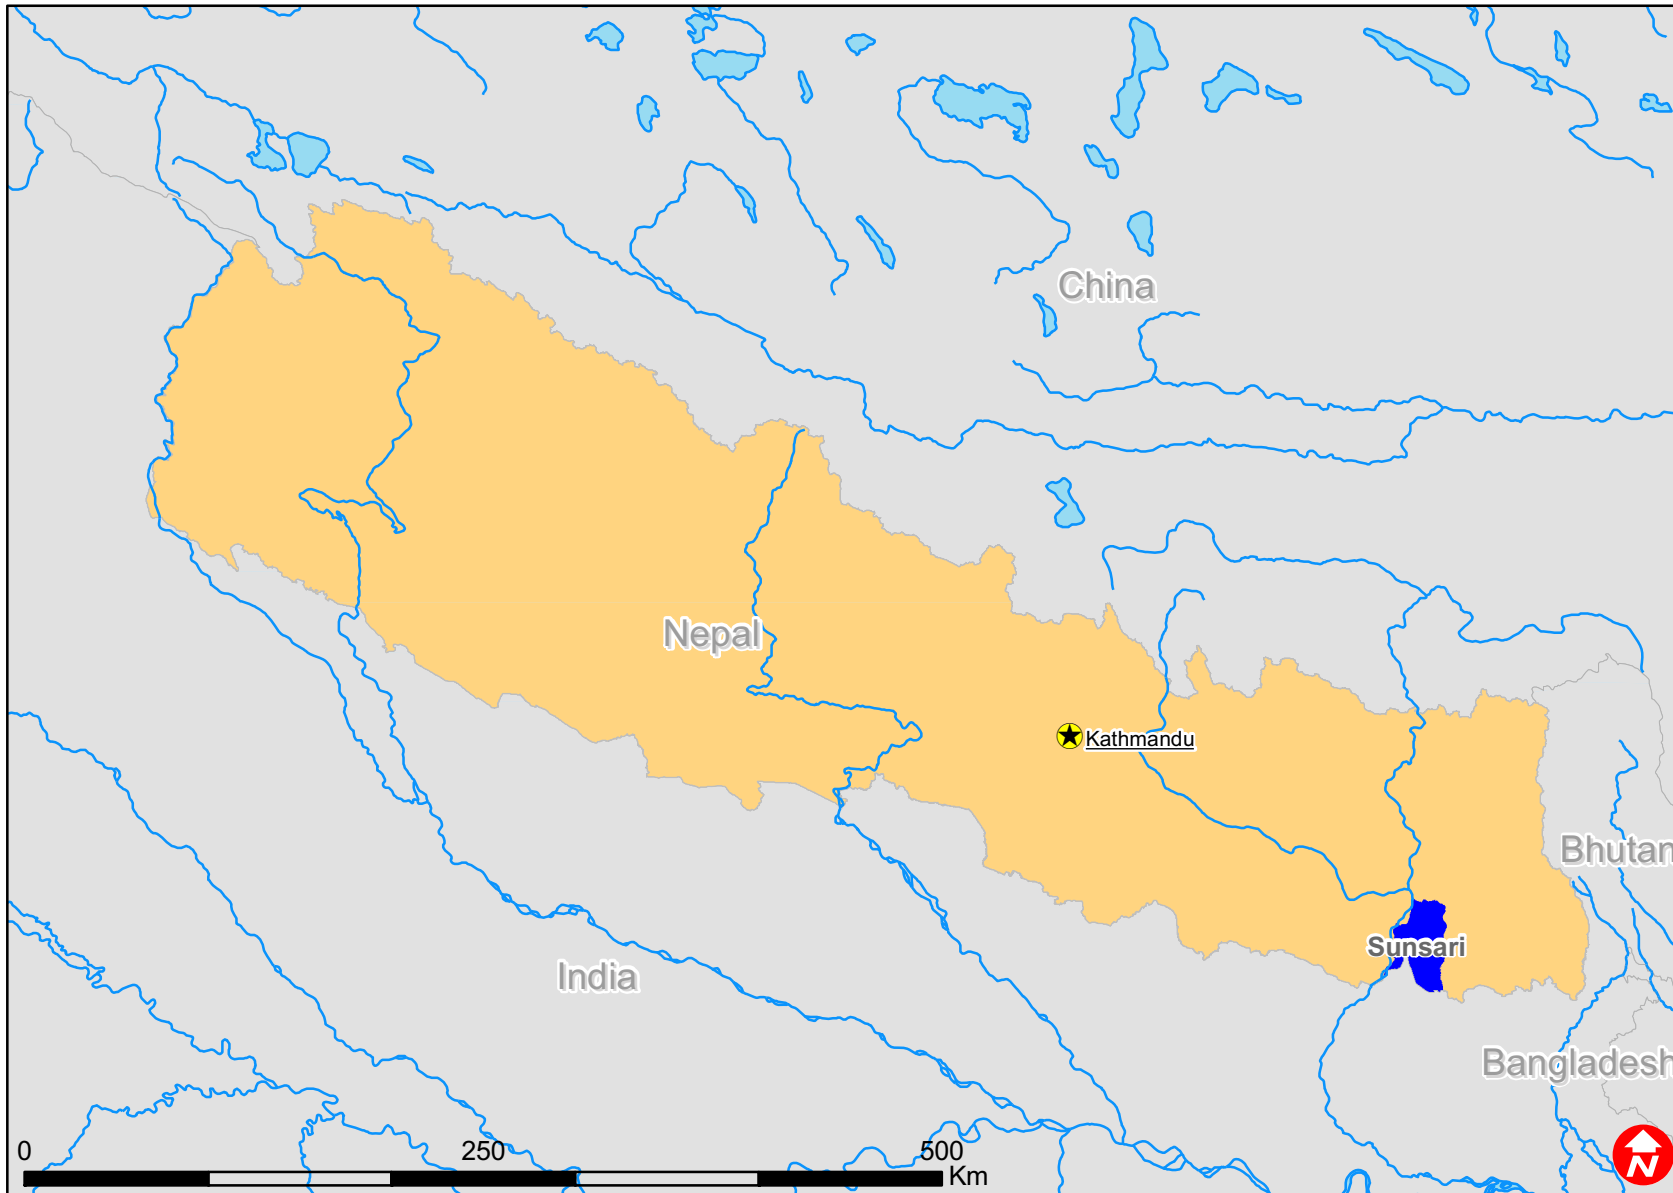 China
Nepal
Kathmandu
Bhutan
Sunsari
India
Bangladesh
0 250 500
Km
N